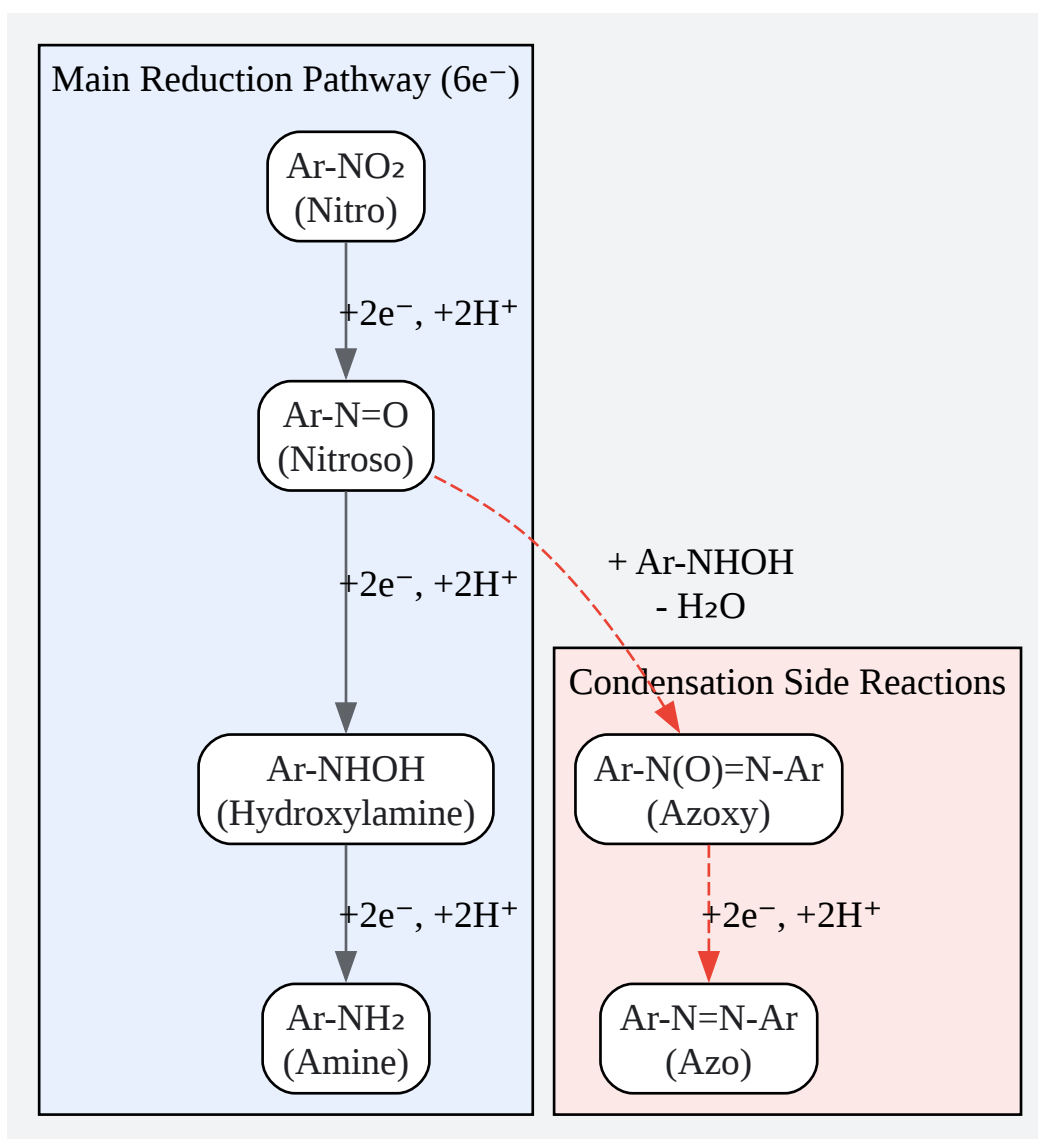 Main Reduction Pathway (6e⁻)
Ar-NO₂
(Nitro)
+2e⁻, +2H⁺
Ar-N=O
(Nitroso)
+2e⁻, +2H⁺
+ Ar-NHOH
- H₂O
Ar-NHOH
(Hydroxylamine)
+2e⁻, +2H⁺
Ar-NH₂
(Amine)
Condensation Side Reactions
Ar-N(O)=N-Ar
(Azoxy)
+2e⁻, +2H⁺
Ar-N=N-Ar
(Azo)